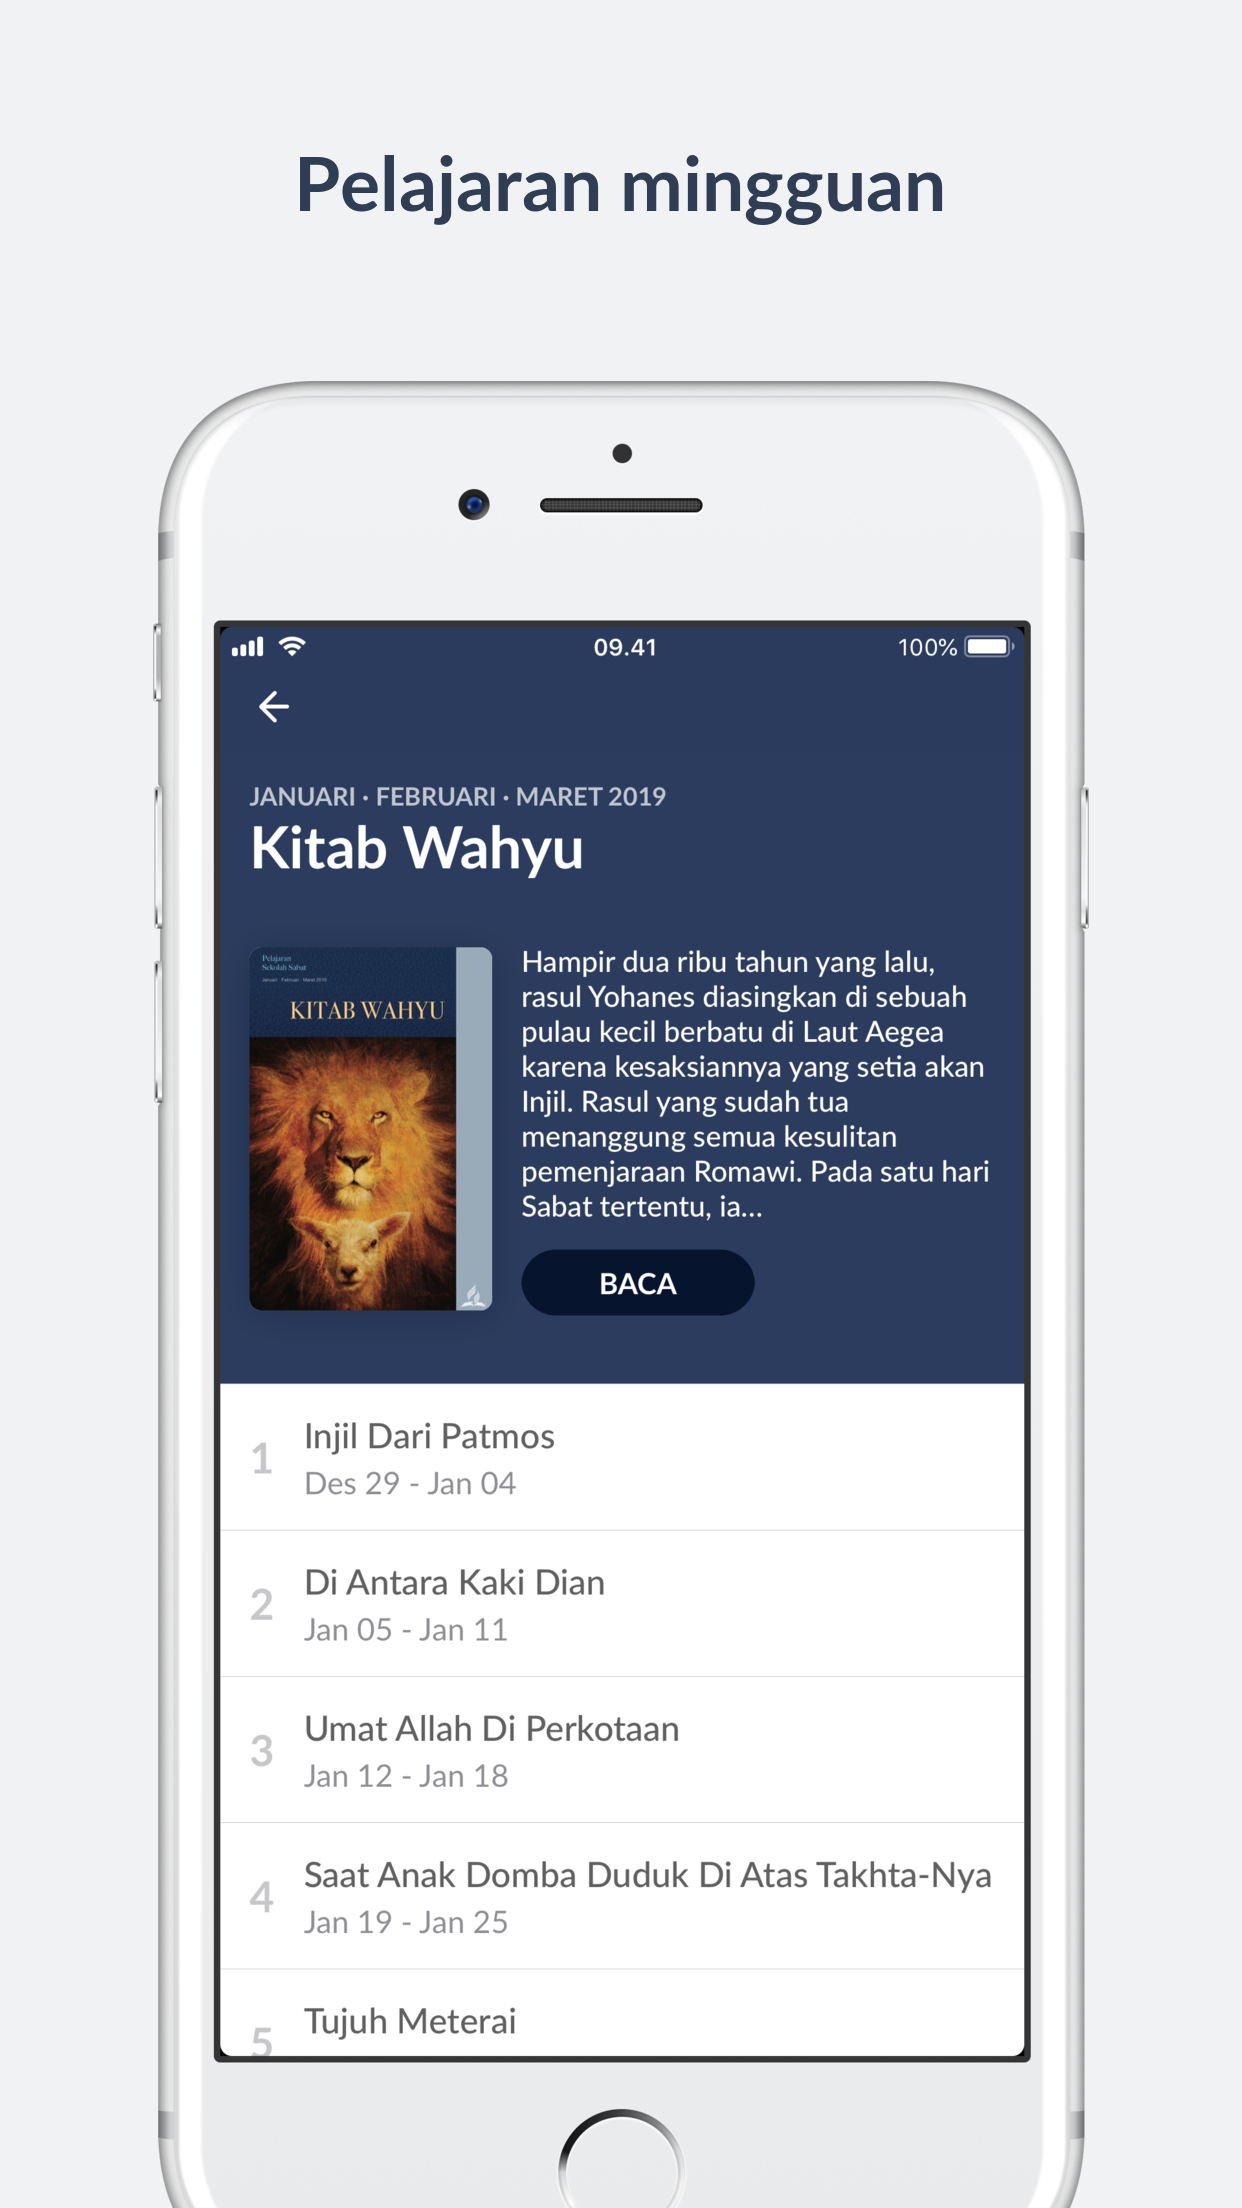 Pelajaran mingguan
09.41
100%
JANUARI · FEBRUARI · MARET 2019
Kitab Wahyu
Pelajaran
Sekolah Sabat
Januari · Februari · Maret 2019
KITAB WAHYU
Hampir dua ribu tahun yang lalu,
rasul Yohanes diasingkan di sebuah
pulau kecil berbatu di Laut Aegea
karena kesaksiannya yang setia akan
Injil. Rasul yang sudah tua
menanggung semua kesulitan
pemenjaraan Romawi. Pada satu hari
Sabat tertentu, ia...
BACA
1
Injil Dari Patmos
Des 29 - Jan 04
2
Di Antara Kaki Dian
Jan 05 - Jan 11
3
Umat Allah Di Perkotaan
Jan 12 - Jan 18
4
Saat Anak Domba Duduk Di Atas Takhta-Nya
Jan 19 - Jan 25
5
Tujuh Meterai